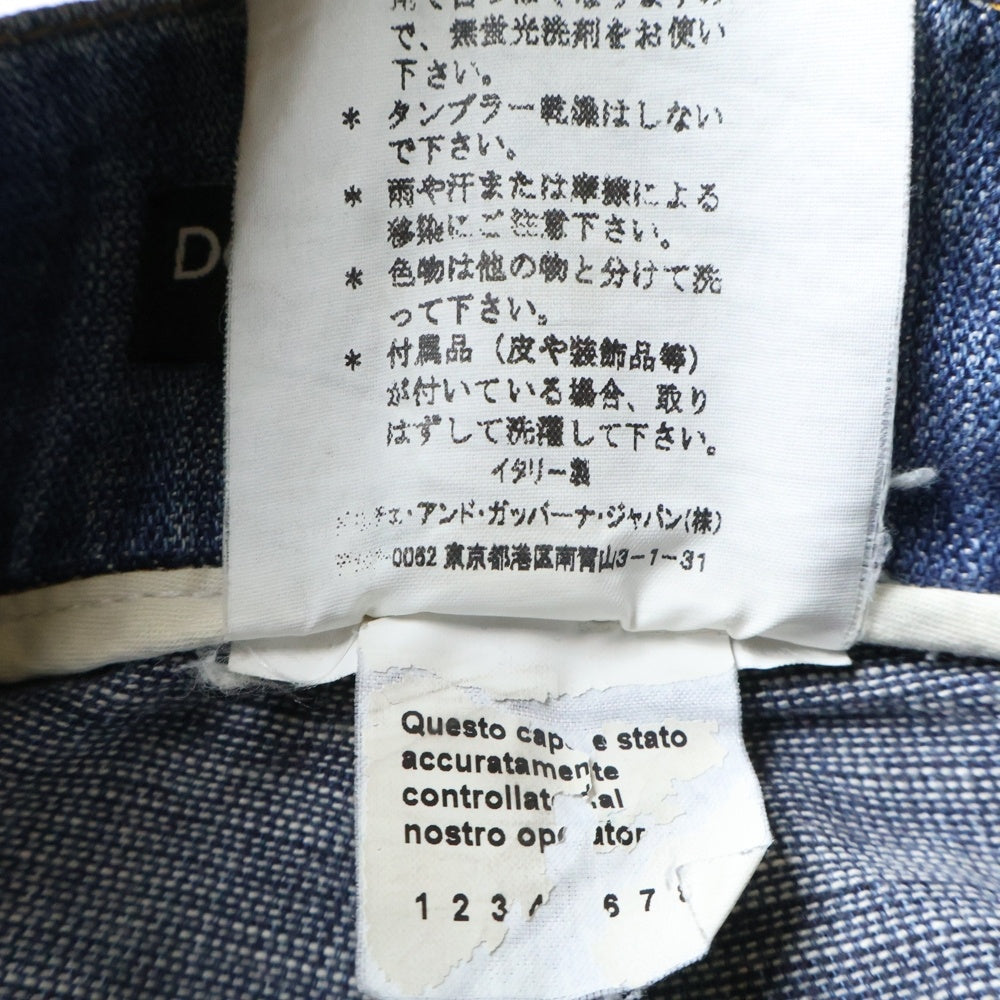 で、無蛍光洗剤をお使い
下さい。
* タンブラー乾燥はしない
で下さい。
* 雨や汗または摩擦による
移染にご注意下さい。
* 色物は他の物と分けて洗
って下さい。
* 付属品（皮や装飾品等）
が付いている場合、取り
はずして洗濯して下さい。
イタリー製
アンド・ガッバーナ・ジャパン(株)
0062 東京都港区南青山3-1-31
D
Questo e stato
accuratamente
controllat al
nostro
1 2 3 4 6 7